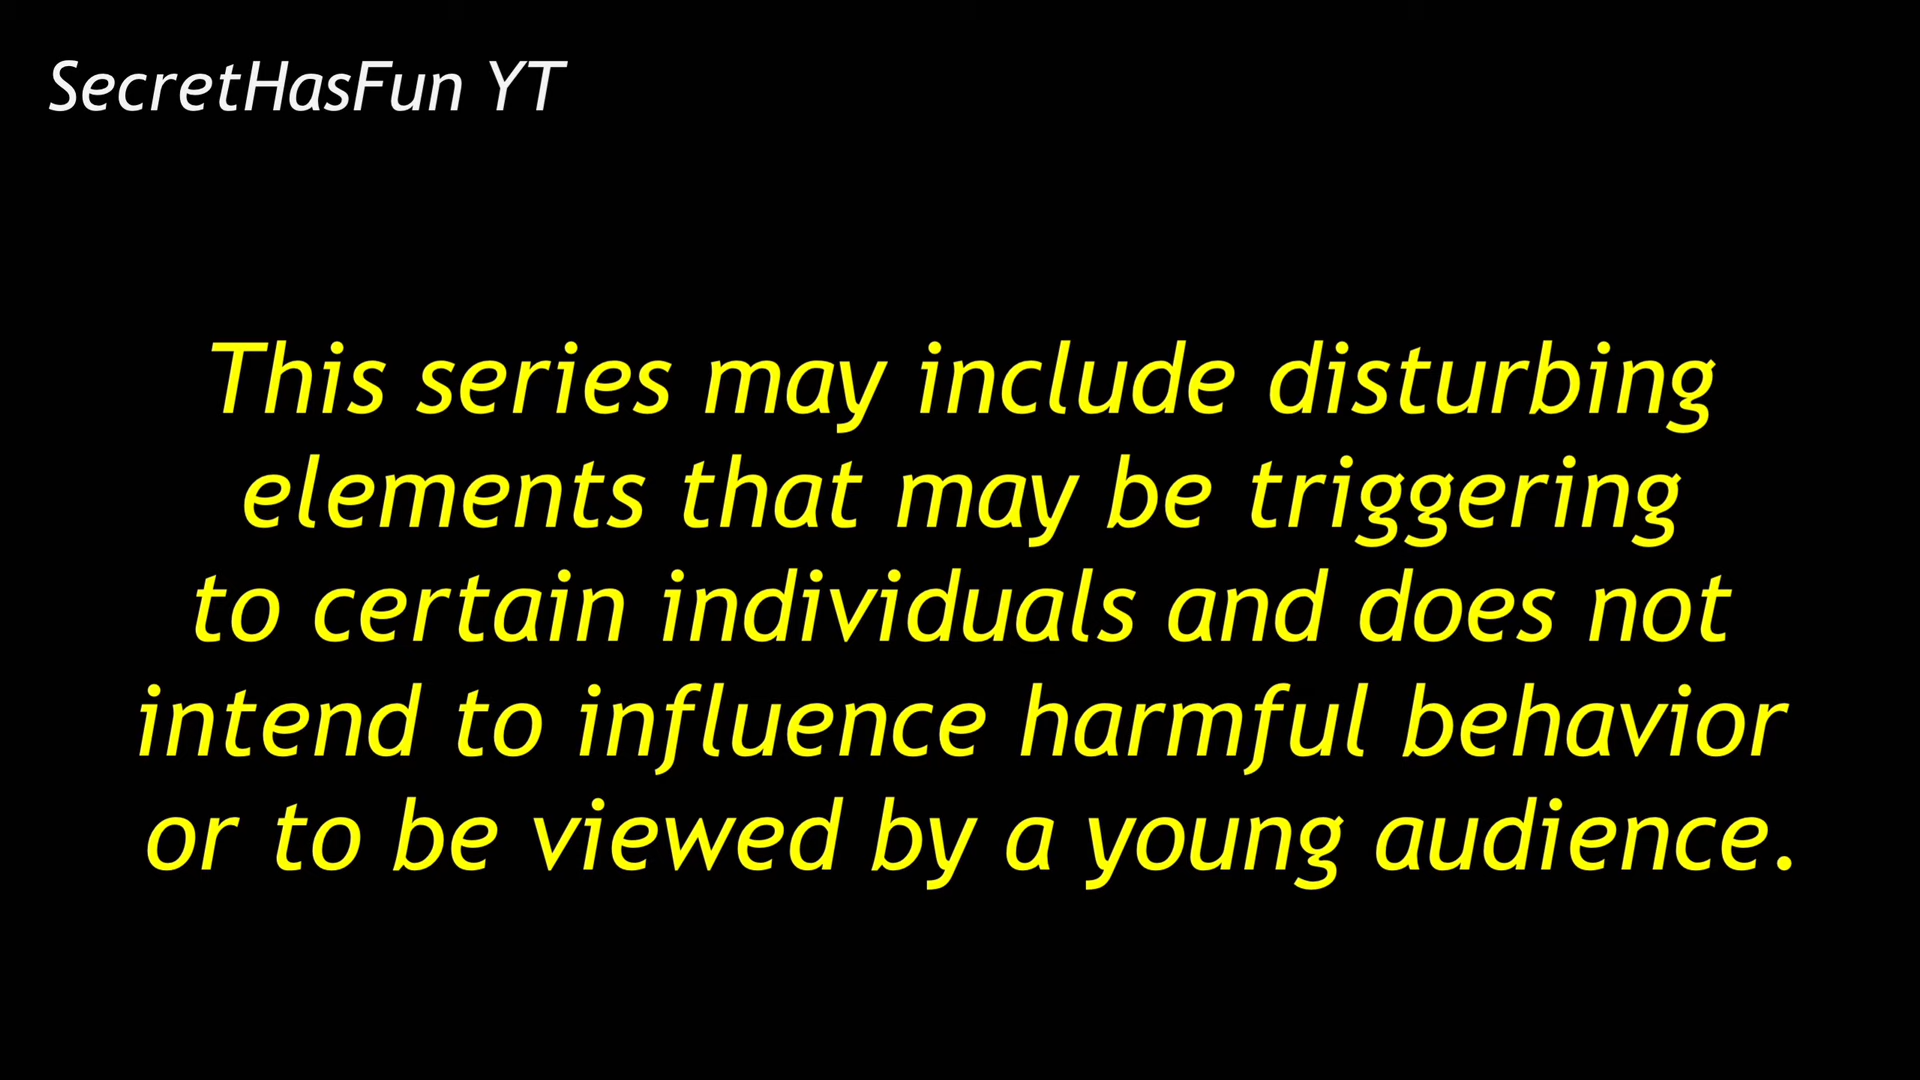 SecretHasFun YT
This series may include disturbing
elements that may be triggering
to certain individuals and does not
intend to influence harmful behavior
or to be viewed by a young audience.